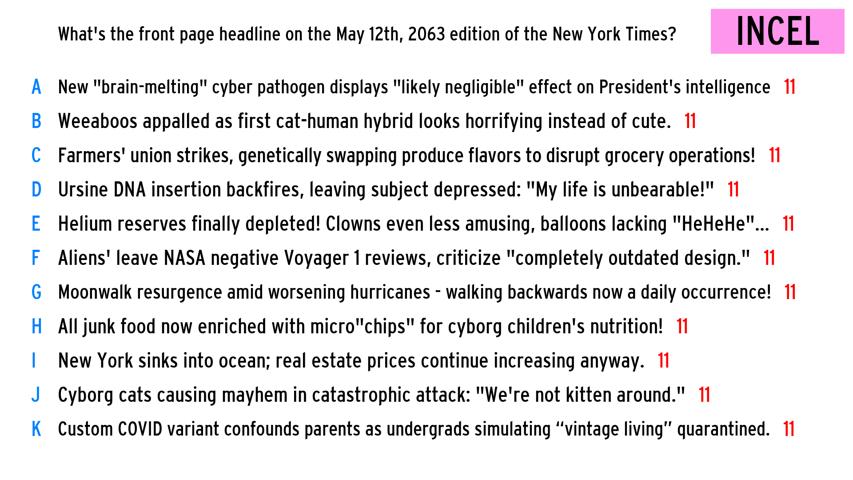 What's the front page headline on the May 12th, 2063 edition of the New York Times?
INCEL
A New "brain-melting" cyber pathogen displays "likely negligible" effect on President's intelligence 11
B Weeaboos appalled as first cat-human hybrid looks horrifying instead of cute. 11
C Farmers' union strikes, genetically swapping produce flavors to disrupt grocery operations! 11
D Ursine DNA insertion backfires, leaving subject depressed: "My life is unbearable!" 11
E Helium reserves finally depleted! Clowns even less amusing, balloons lacking "HeHeHe"... 11
F Aliens' leave NASA negative Voyager 1 reviews, criticize "completely outdated design." 11
G Moonwalk resurgence amid worsening hurricanes - walking backwards now a daily occurrence! 11
H All junk food now enriched with micro"chips" for cyborg children's nutrition! 11
I New York sinks into ocean; real estate prices continue increasing anyway. 11
J Cyborg cats causing mayhem in catastrophic attack: "We're not kitten around." 11
K Custom COVID variant confounds parents as undergrads simulating “vintage living” quarantined. 11